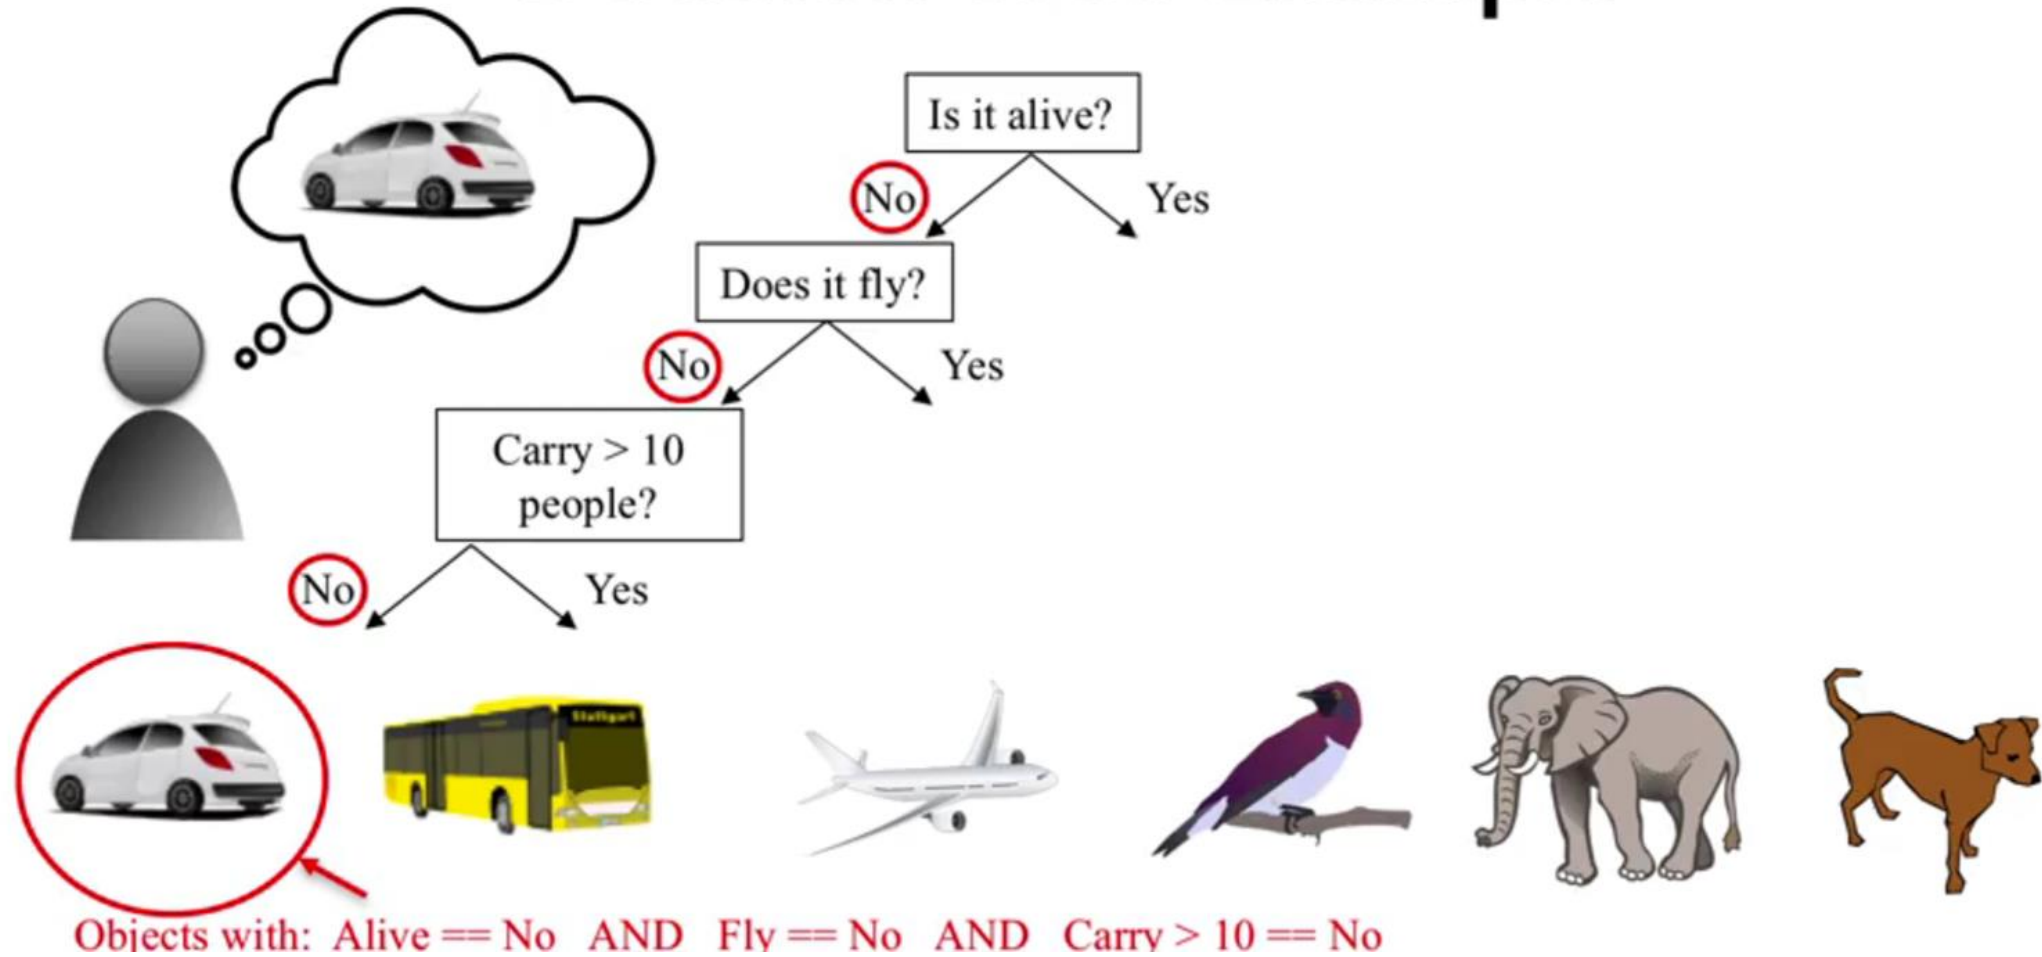 Is it alive?
No
Yes
Does it fly?
No
Yes
Carry > 10
people?
No
Yes
Stuttgart
Objects with: Alive == No AND Fly == No AND Carry > 10 == No